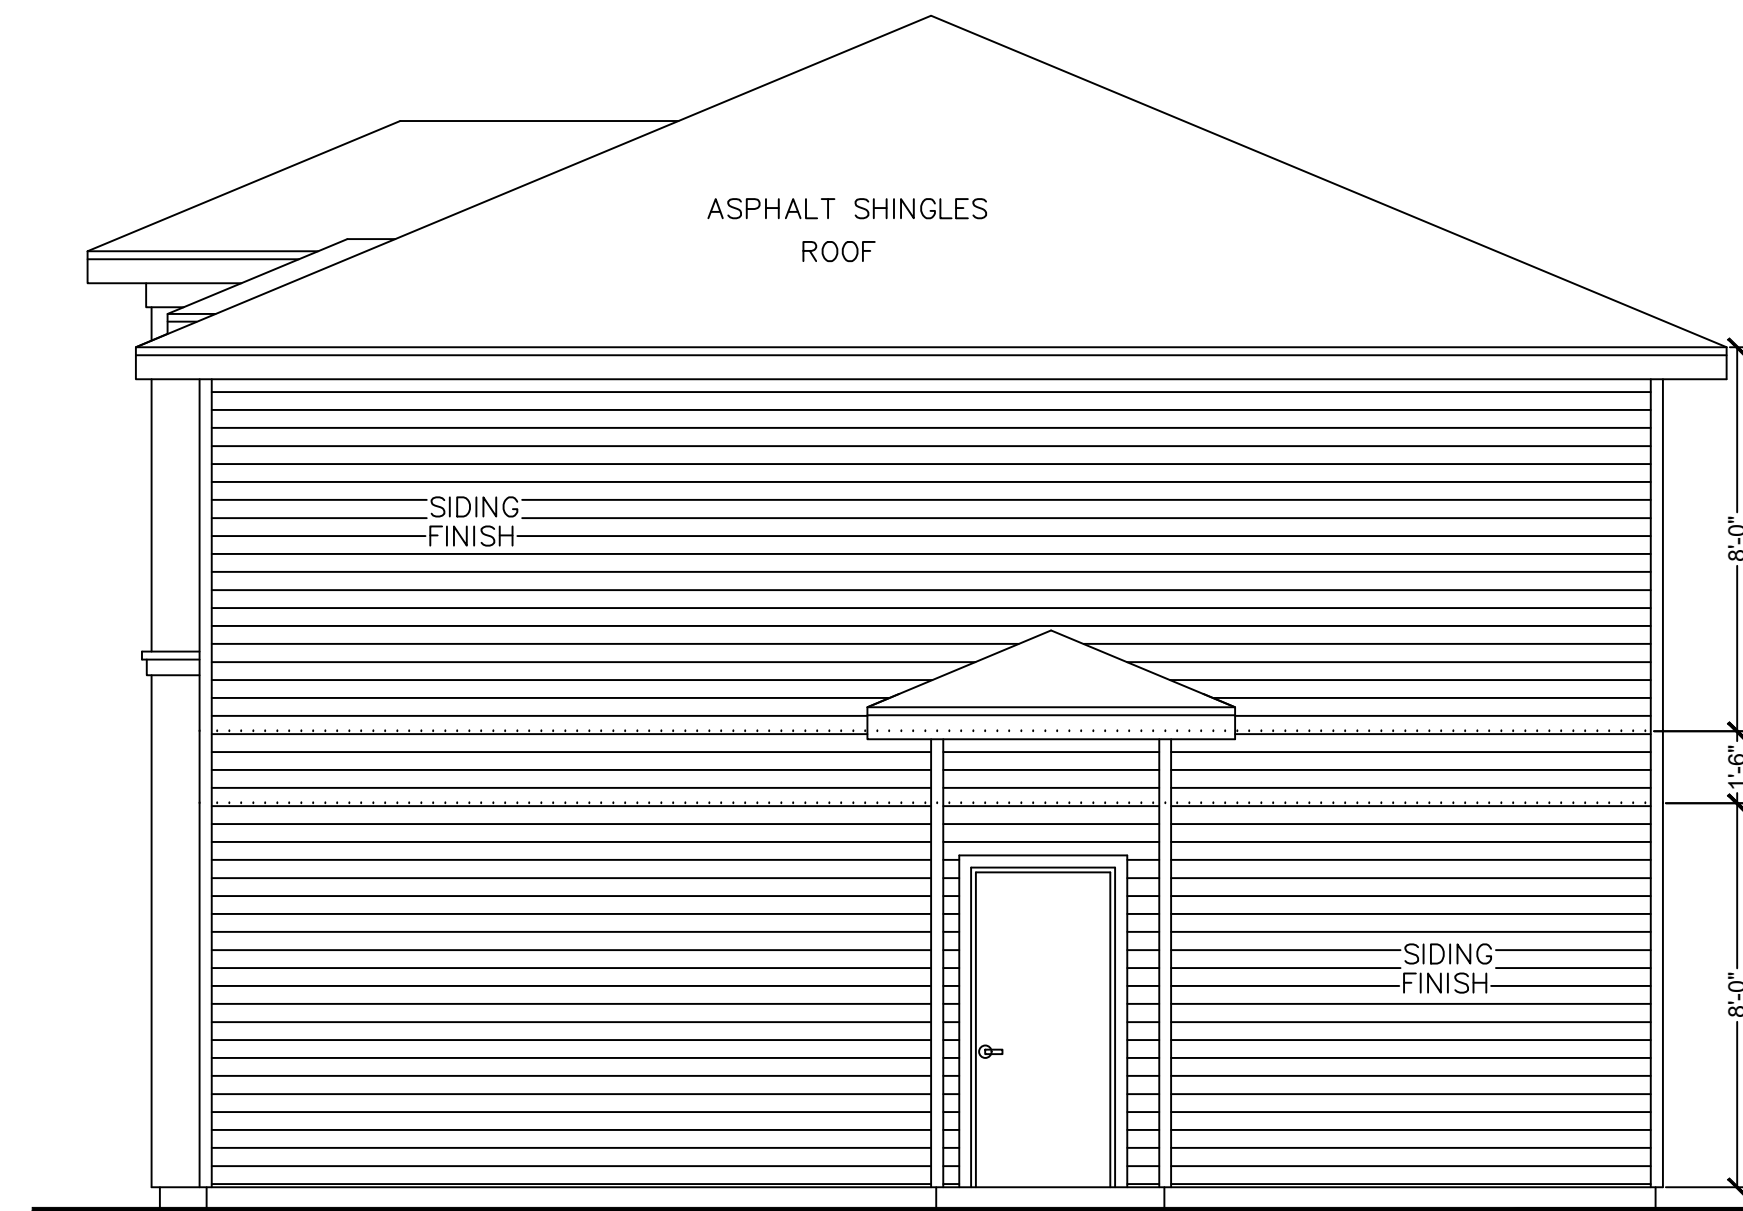 ASPHALT SHINGLES
ROOF
SIDING
FINISH
8'-0"
1'-6"
SIDING
FINISH
8'-0"